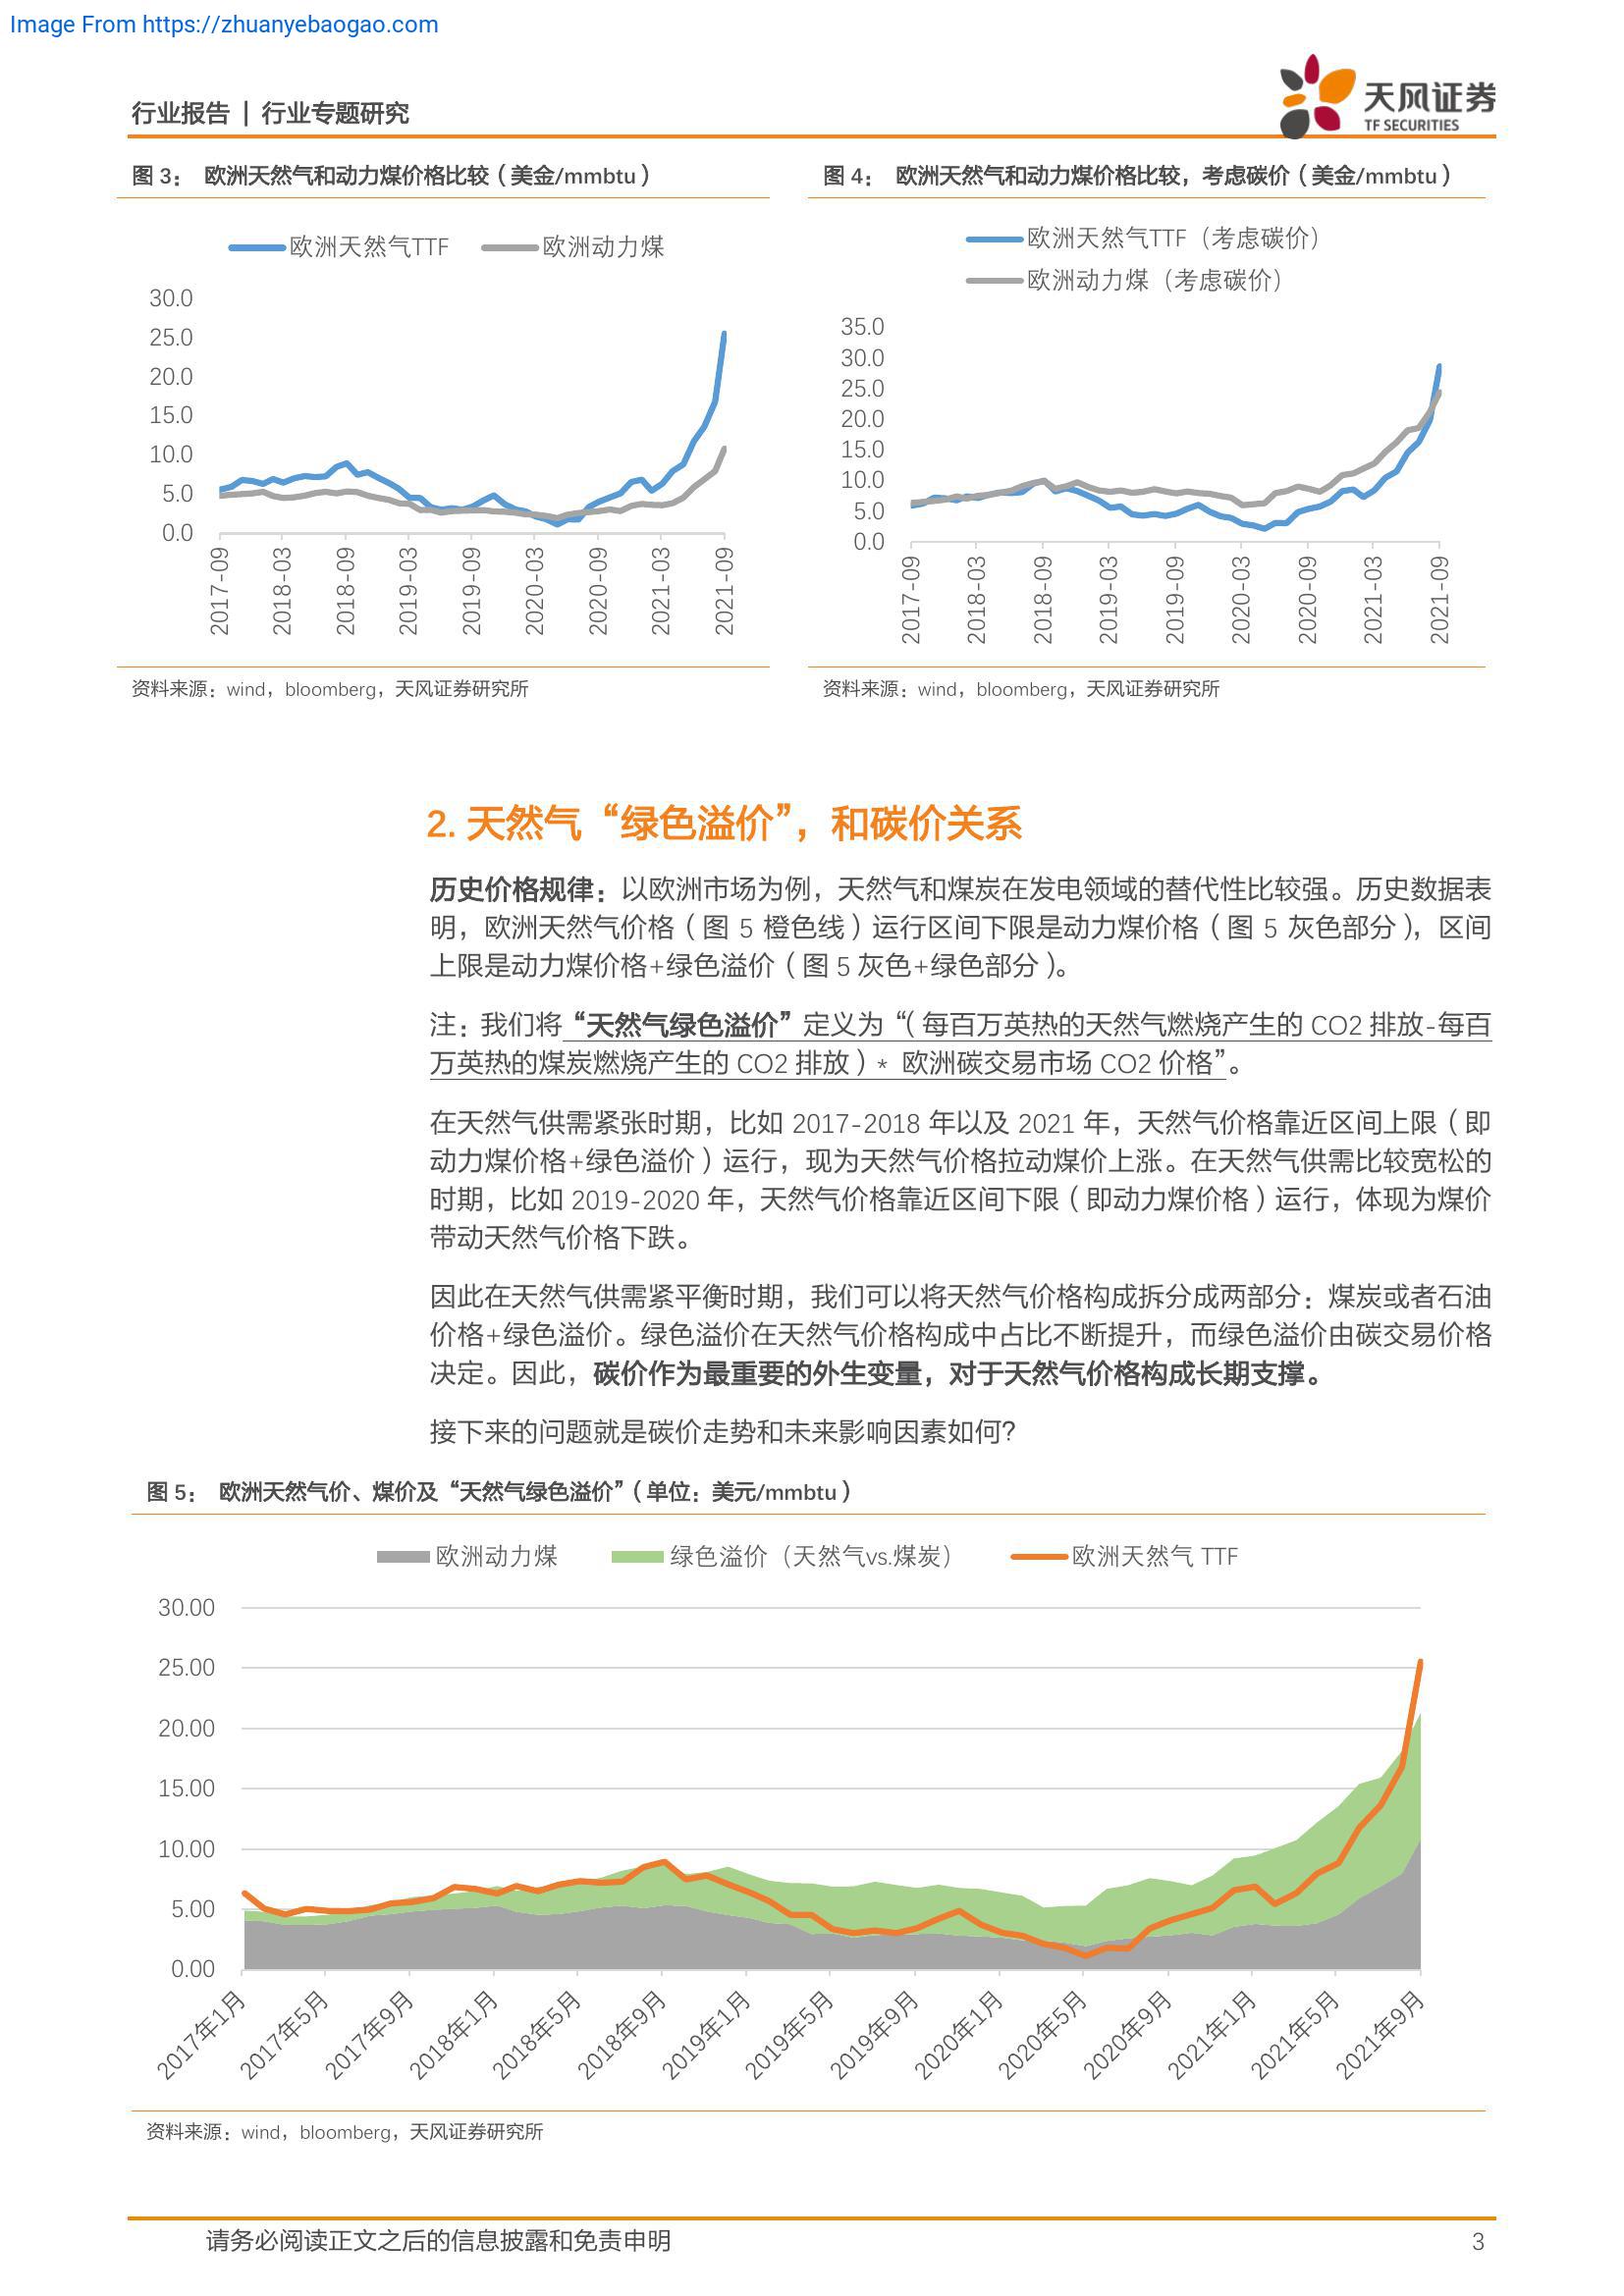 Image From https://zhuanyebaogao.com
行业报告 | 行业专题研究
天风证券
TF SECURITIES
图 3： 欧洲天然气和动力煤价格比较（美金/mmbtu）
欧洲天然气TTF 欧洲动力煤
30.0
25.0
20.0
15.0
10.0
5.0
0.0
2017-09
2018-03
2018-09
2019-03
2019-09
2020-03
2020-09
2021-03
2021-09
资料来源：wind，bloomberg，天风证券研究所
图 4： 欧洲天然气和动力煤价格比较，考虑碳价（美金/mmbtu）
欧洲天然气TTF（考虑碳价）
欧洲动力煤（考虑碳价）
35.0
30.0
25.0
20.0
15.0
10.0
5.0
0.0
2017-09
2018-03
2018-09
2019-03
2019-09
2020-03
2020-09
2021-03
2021-09
资料来源：wind，bloomberg，天风证券研究所
2. 天然气“绿色溢价”，和碳价关系
历史价格规律：以欧洲市场为例，天然气和煤炭在发电领域的替代性比较强。历史数据表
明，欧洲天然气价格（图 5 橙色线）运行区间下限是动力煤价格（图 5 灰色部分），区间
上限是动力煤价格+绿色溢价（图 5 灰色+绿色部分）。
注：我们将“天然气绿色溢价”定义为“（每百万英热的天然气燃烧产生的 CO2 排放-每百
万英热的煤炭燃烧产生的 CO2 排放）* 欧洲碳交易市场 CO2 价格”。
在天然气供需紧张时期，比如 2017-2018 年以及 2021 年，天然气价格靠近区间上限（即
动力煤价格+绿色溢价）运行，现为天然气价格拉动煤价上涨。在天然气供需比较宽松的
时期，比如 2019-2020 年，天然气价格靠近区间下限（即动力煤价格）运行，体现为煤价
带动天然气价格下跌。
因此在天然气供需紧平衡时期，我们可以将天然气价格构成拆分成两部分：煤炭或者石油
价格+绿色溢价。绿色溢价在天然气价格构成中占比不断提升，而绿色溢价由碳交易价格
决定。因此，碳价作为最重要的外生变量，对于天然气价格构成长期支撑。
接下来的问题就是碳价走势和未来影响因素如何？
图 5： 欧洲天然气价、煤价及“天然气绿色溢价”（单位：美元/mmbtu）
欧洲动力煤 绿色溢价（天然气vs.煤炭） 欧洲天然气 TTF
30.00
25.00
20.00
15.00
10.00
5.00
0.00
2017年1月
2017年5月
2017年9月
2018年1月
2018年5月
2018年9月
2019年1月
2019年5月
2019年9月
2020年1月
2020年5月
2020年9月
2021年1月
2021年5月
2021年9月
资料来源：wind，bloomberg，天风证券研究所
请务必阅读正文之后的信息披露和免责申明 3